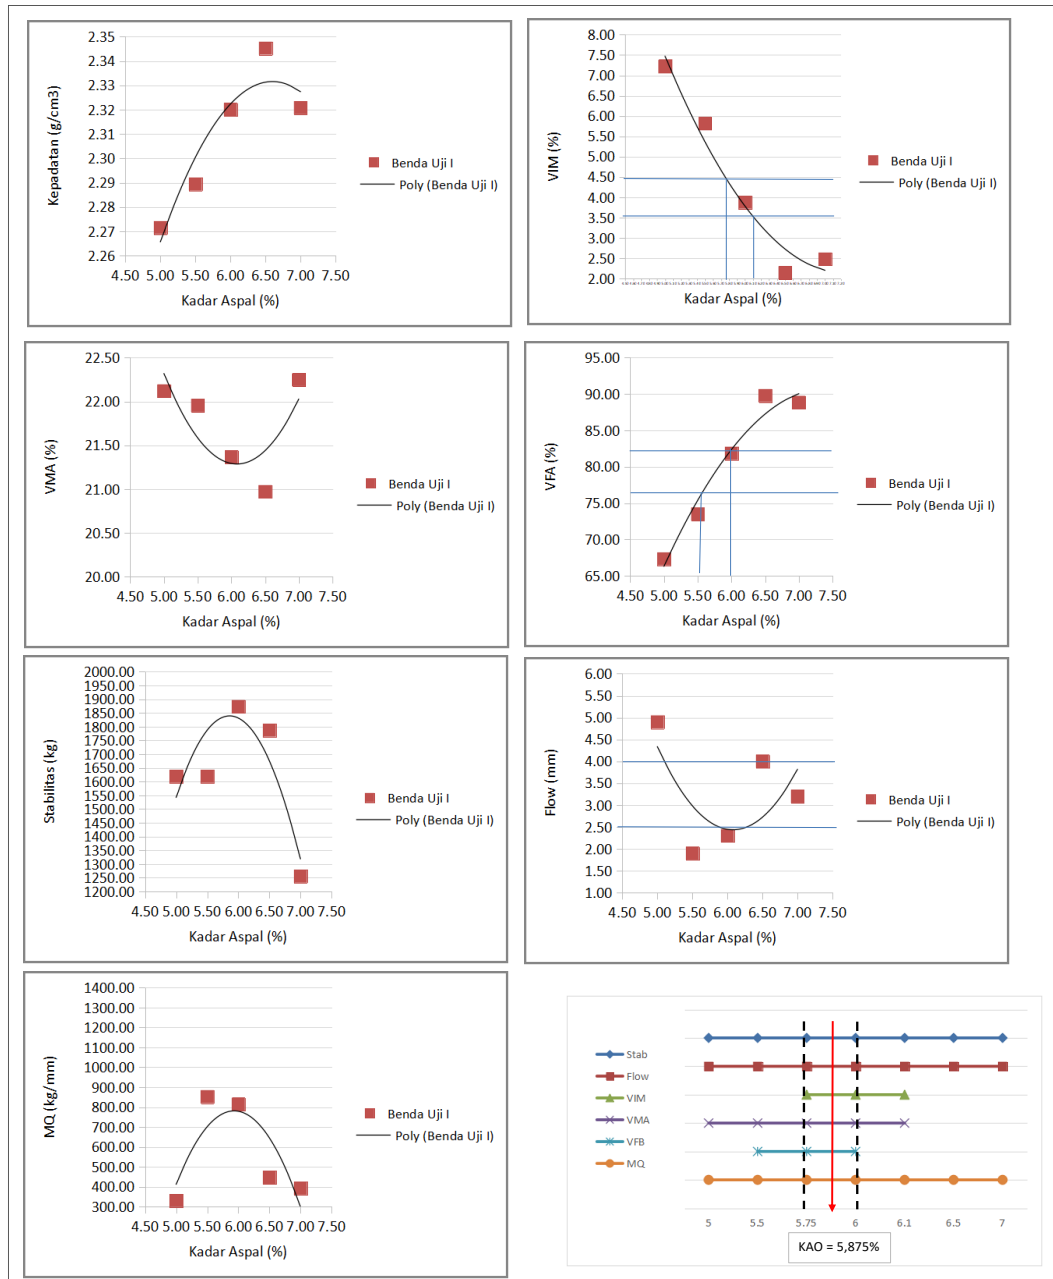 2.35
2.34
2.33
2.32
2.31
2.30
2.29
2.28
2.27
2.26
4.50 5.00 5.50 6.00 6.50 7.00 7.50
Kepadatan (g/cm3)
Kadar Aspal (%)
Benda Uji I
Poly (Benda Uji I)
8.00
7.50
7.00
6.50
6.00
5.50
5.00
4.50
4.00
3.50
3.00
2.50
2.00
VIM (%)
Kadar Aspal (%)
Benda Uji I
Poly (Benda Uji I)
22.50
22.00
21.50
21.00
20.50
20.00
4.50 5.00 5.50 6.00 6.50 7.00 7.50
VMA (%)
Kadar Aspal (%)
Benda Uji I
Poly (Benda Uji I)
95.00
90.00
85.00
80.00
75.00
70.00
65.00
4.50 5.00 5.50 6.00 6.50 7.00 7.50
VFA (%)
Kadar Aspal (%)
Benda Uji I
Poly (Benda Uji I)
2000.00
1950.00
1900.00
1850.00
1800.00
1750.00
1700.00
1650.00
1600.00
1550.00
1500.00
1450.00
1400.00
1350.00
1300.00
1250.00
1200.00
4.50 5.00 5.50 6.00 6.50 7.00 7.50
Stabilitas (kg)
Kadar Aspal (%)
Benda Uji I
Poly (Benda Uji I)
6.00
5.00
4.50
4.00
3.50
3.00
2.50
2.00
1.00
4.50 5.00 5.50 6.00 6.50 7.00 7.50
Flow (mm)
Kadar Aspal (%)
Benda Uji I
Poly (Benda Uji I)
1400.00
1300.00
1200.00
1100.00
1000.00
900.00
800.00
700.00
600.00
500.00
400.00
300.00
4.50 5.00 5.50 6.00 6.50 7.00 7.50
MQ (kg/mm)
Kadar Aspal (%)
Benda Uji I
Poly (Benda Uji I)
Stab
Flow
VIM
VMA
VFB
MQ
5 5.5 5.75 6 6.1 6.5 7
KAO = 5,875%